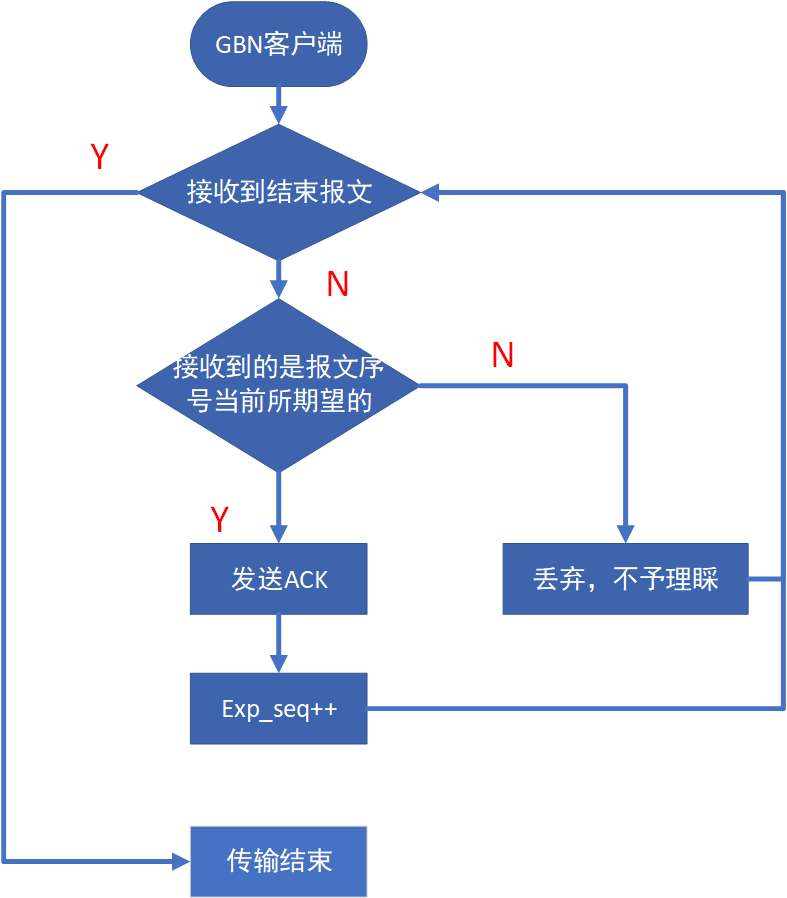 GBN客户端
Y
接收到结束报文
N
接收到的是报文序
号当前所期望的
N
Y
发送ACK
丢弃，不予理睬
Exp_seq++
传输结束